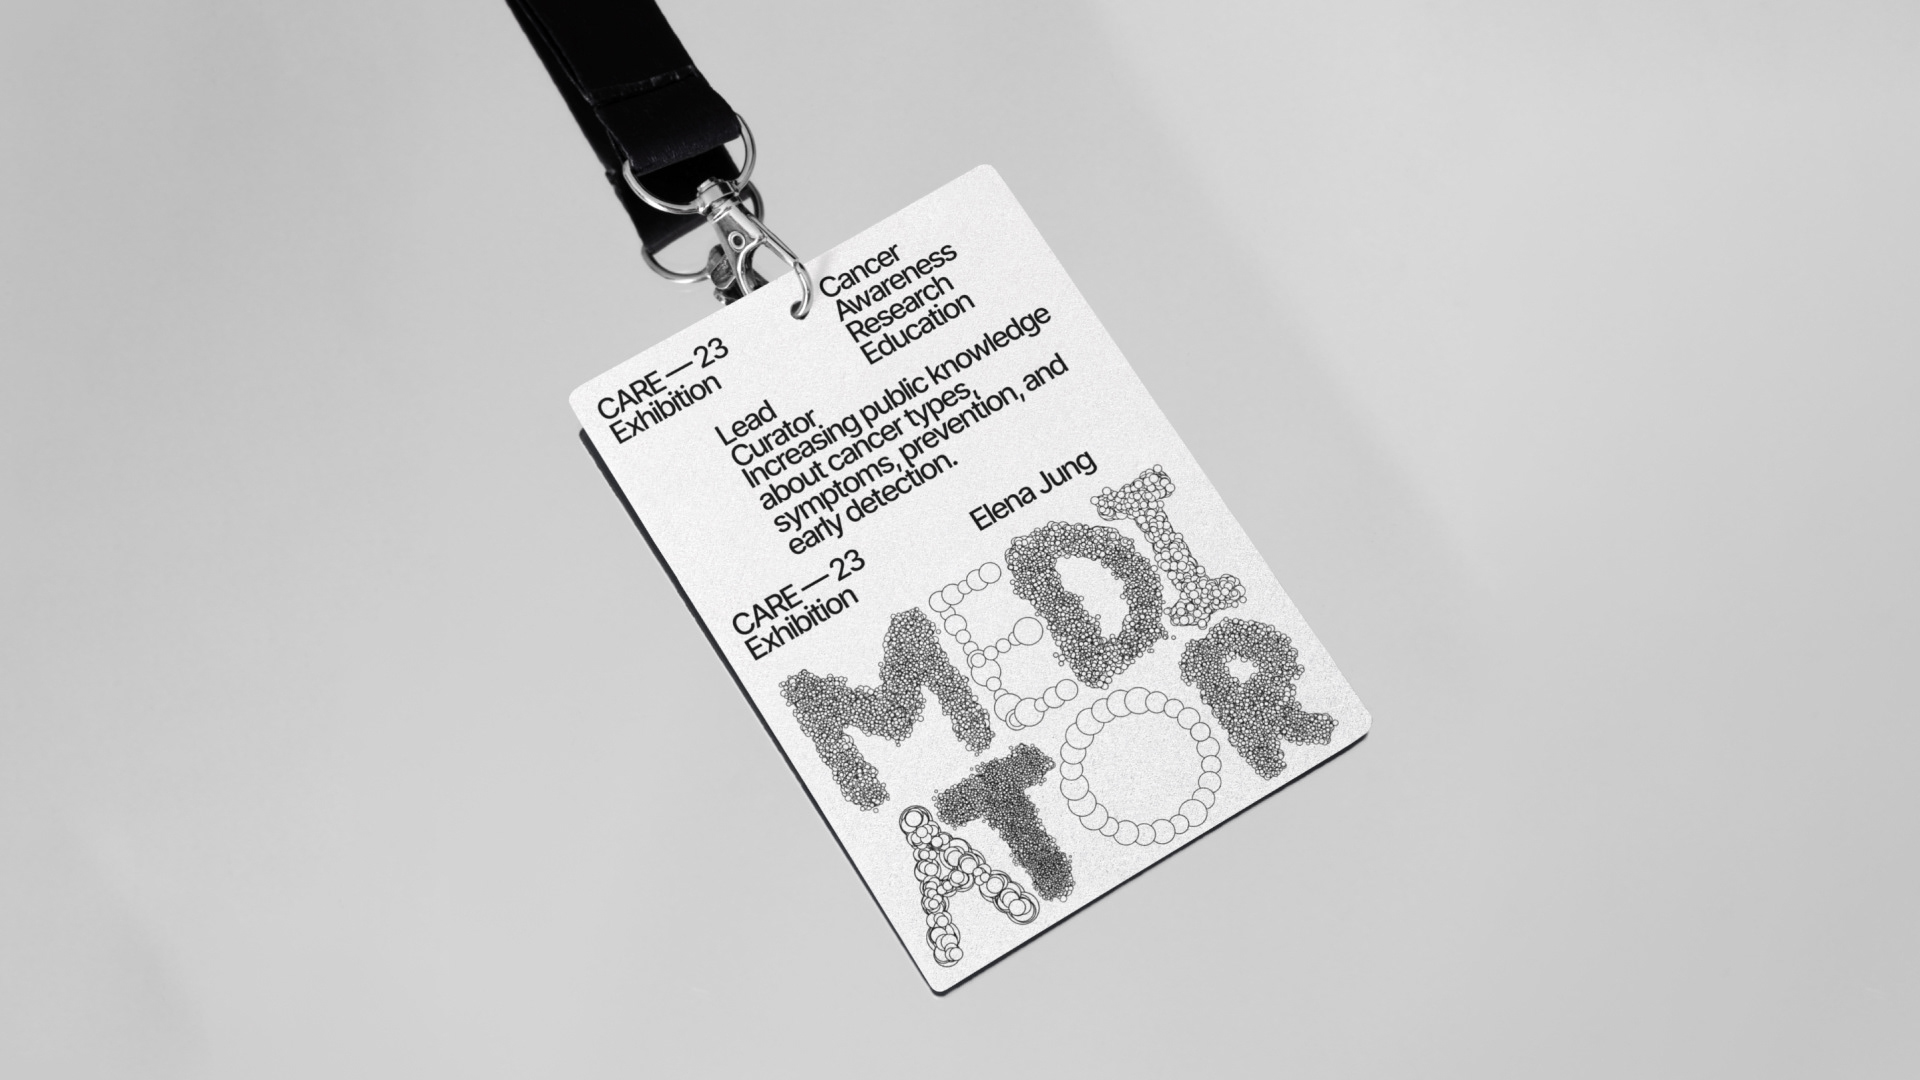 Cancer
Awareness
Research
Education
CARE — 23
Exhibition
Lead
Curator
Increasing public knowledge
about cancer types,
symptoms, prevention, and
early detection.
Elena Jung
CARE — 23
Exhibition
MEDI
ATOR